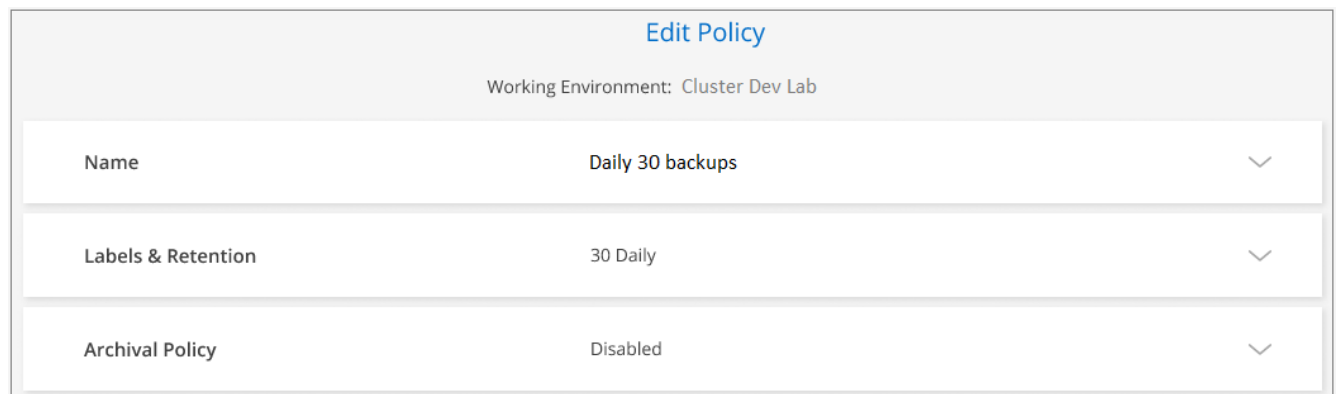 Edit Policy
Working Environment: Cluster Dev Lab
Name Daily 30 backups
Labels & Retention 30 Daily
Archival Policy Disabled